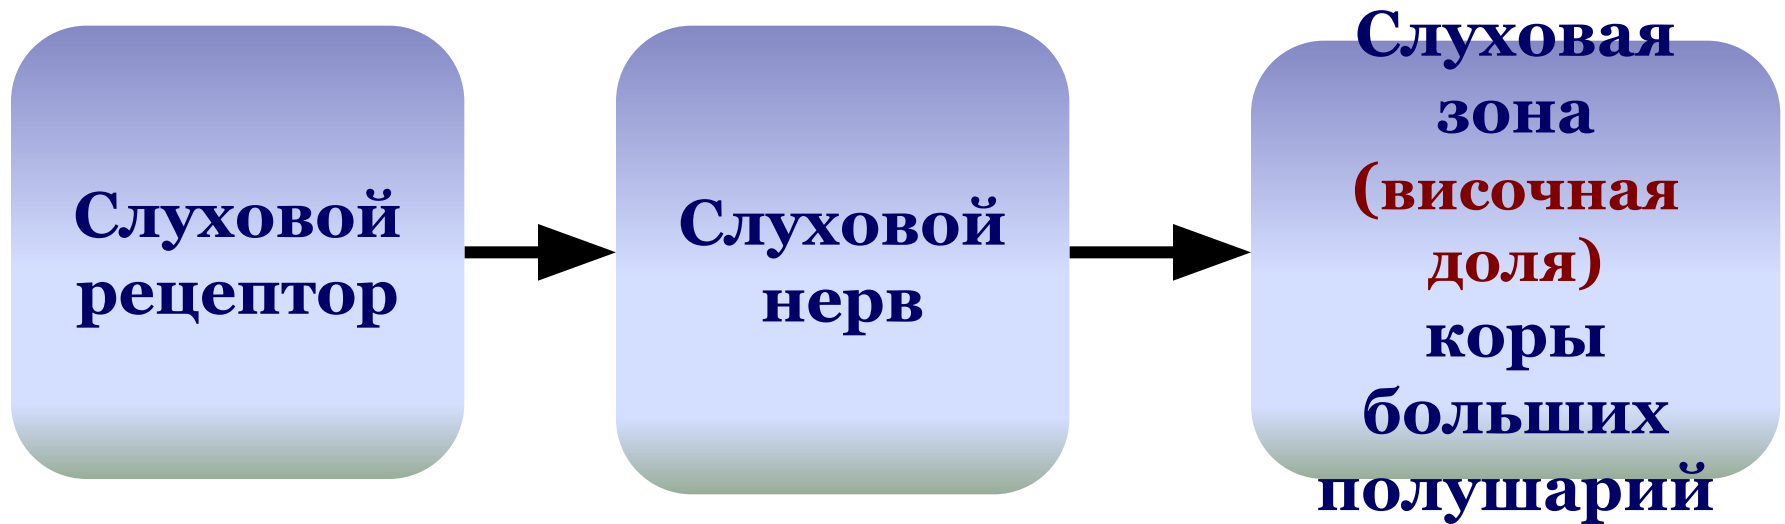 Слуховой
рецептор
Слуховой
нерв
Слуховая
зона
(височная
доля)
коры
больших
полушарий